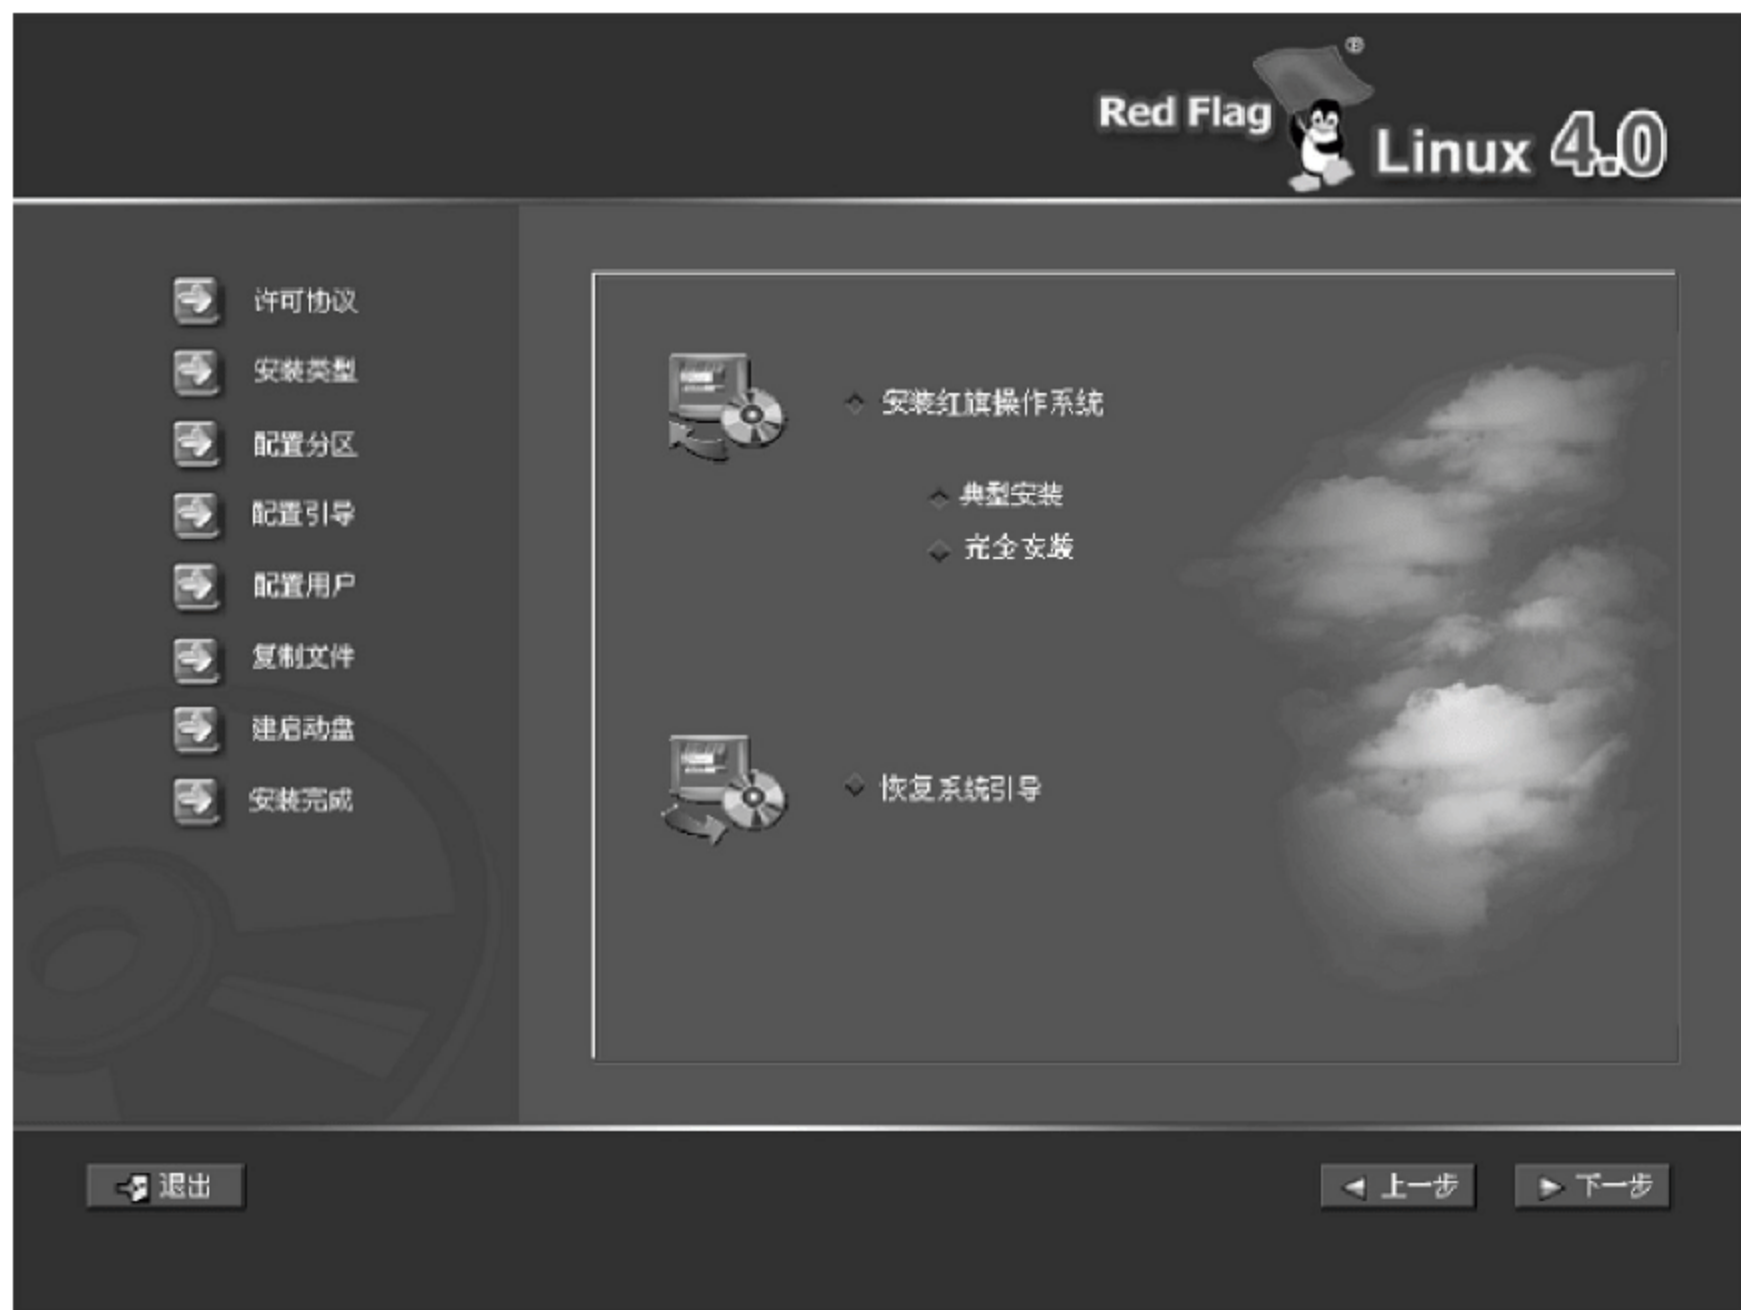 Red Flag
®
Linux 4.0
许可协议
安装类型
配置分区
配置引导
配置用户
复制文件
建启动盘
安装完成
安装红旗操作系统
典型安装
完全安装
恢复系统引导
退出
上一步
下一步